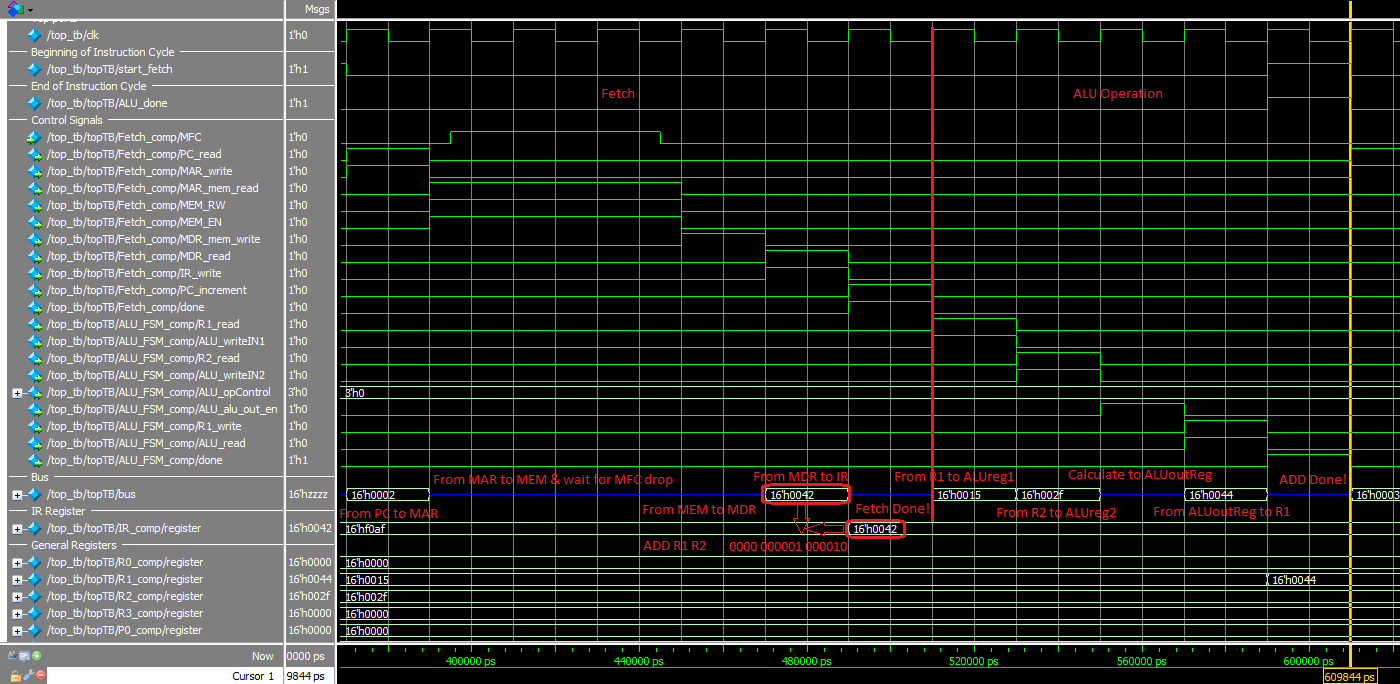 Msgs
/top_tb/clk 1'h0
Beginning of Instruction Cycle
/top_tb/topTB/start_fetch 1'h1
End of Instruction Cycle
/top_tb/topTB/ALU_done 1'h1
Fetch ALU Operation
Control Signals
/top_tb/topTB/Fetch_comp/MFC 1'h0
/top_tb/topTB/Fetch_comp/PC_read 1'h0
/top_tb/topTB/Fetch_comp/MAR_write 1'h0
/top_tb/topTB/Fetch_comp/MAR_mem_read 1'h0
/top_tb/topTB/Fetch_comp/MEM_RW 1'h0
/top_tb/topTB/Fetch_comp/MEM_EN 1'h0
/top_tb/topTB/Fetch_comp/MDR_mem_write 1'h0
/top_tb/topTB/Fetch_comp/MDR_read 1'h0
/top_tb/topTB/Fetch_comp/IR_write 1'h0
/top_tb/topTB/Fetch_comp/PC_increment 1'h0
/top_tb/topTB/Fetch_comp/done 1'h0
/top_tb/topTB/ALU_FSM_comp/R1_read 1'h0
/top_tb/topTB/ALU_FSM_comp/ALU_writeIN1 1'h0
/top_tb/topTB/ALU_FSM_comp/R2_read 1'h0
/top_tb/topTB/ALU_FSM_comp/ALU_writeIN2 1'h0
/top_tb/topTB/ALU_FSM_comp/ALU_opControl 3'h0 3'h0
/top_tb/topTB/ALU_FSM_comp/ALU_alu_out_en 1'h0
/top_tb/topTB/ALU_FSM_comp/R1_write 1'h0
/top_tb/topTB/ALU_FSM_comp/ALU_read 1'h0
/top_tb/topTB/ALU_FSM_comp/done 1'h1
Bus
From MAR to MEM & wait for MFC drop From MDR to IR From R1 to ALUreg1 Calculate to ALUoutReg ADD Done!
/top_tb/topTB/bus 16'hzzzz 16'h0002 16'h0042 16'h0015 16'h002f 16'h0044 16'h0003
IR Register
From PC to MAR From MEM to MDR Fetch Done! From R2 to ALUreg2 From ALUoutReg to R1
/top_tb/topTB/IR_comp/register 16'h0042 16'hf0af 16'h0042
General Registers
ADD R1 R2 0000 000001 000010
/top_tb/topTB/R0_comp/register 16'h0000 16'h0000
/top_tb/topTB/R1_comp/register 16'h0044 16'h0015 16'h0044
/top_tb/topTB/R2_comp/register 16'h002f 16'h002f
/top_tb/topTB/R3_comp/register 16'h0000 16'h0000
/top_tb/topTB/P0_comp/register 16'h0000 16'h0000
Now 0000 ps 400000 ps 440000 ps 480000 ps 520000 ps 560000 ps 600000 ps
Cursor 1 9844 ps 609844 ps